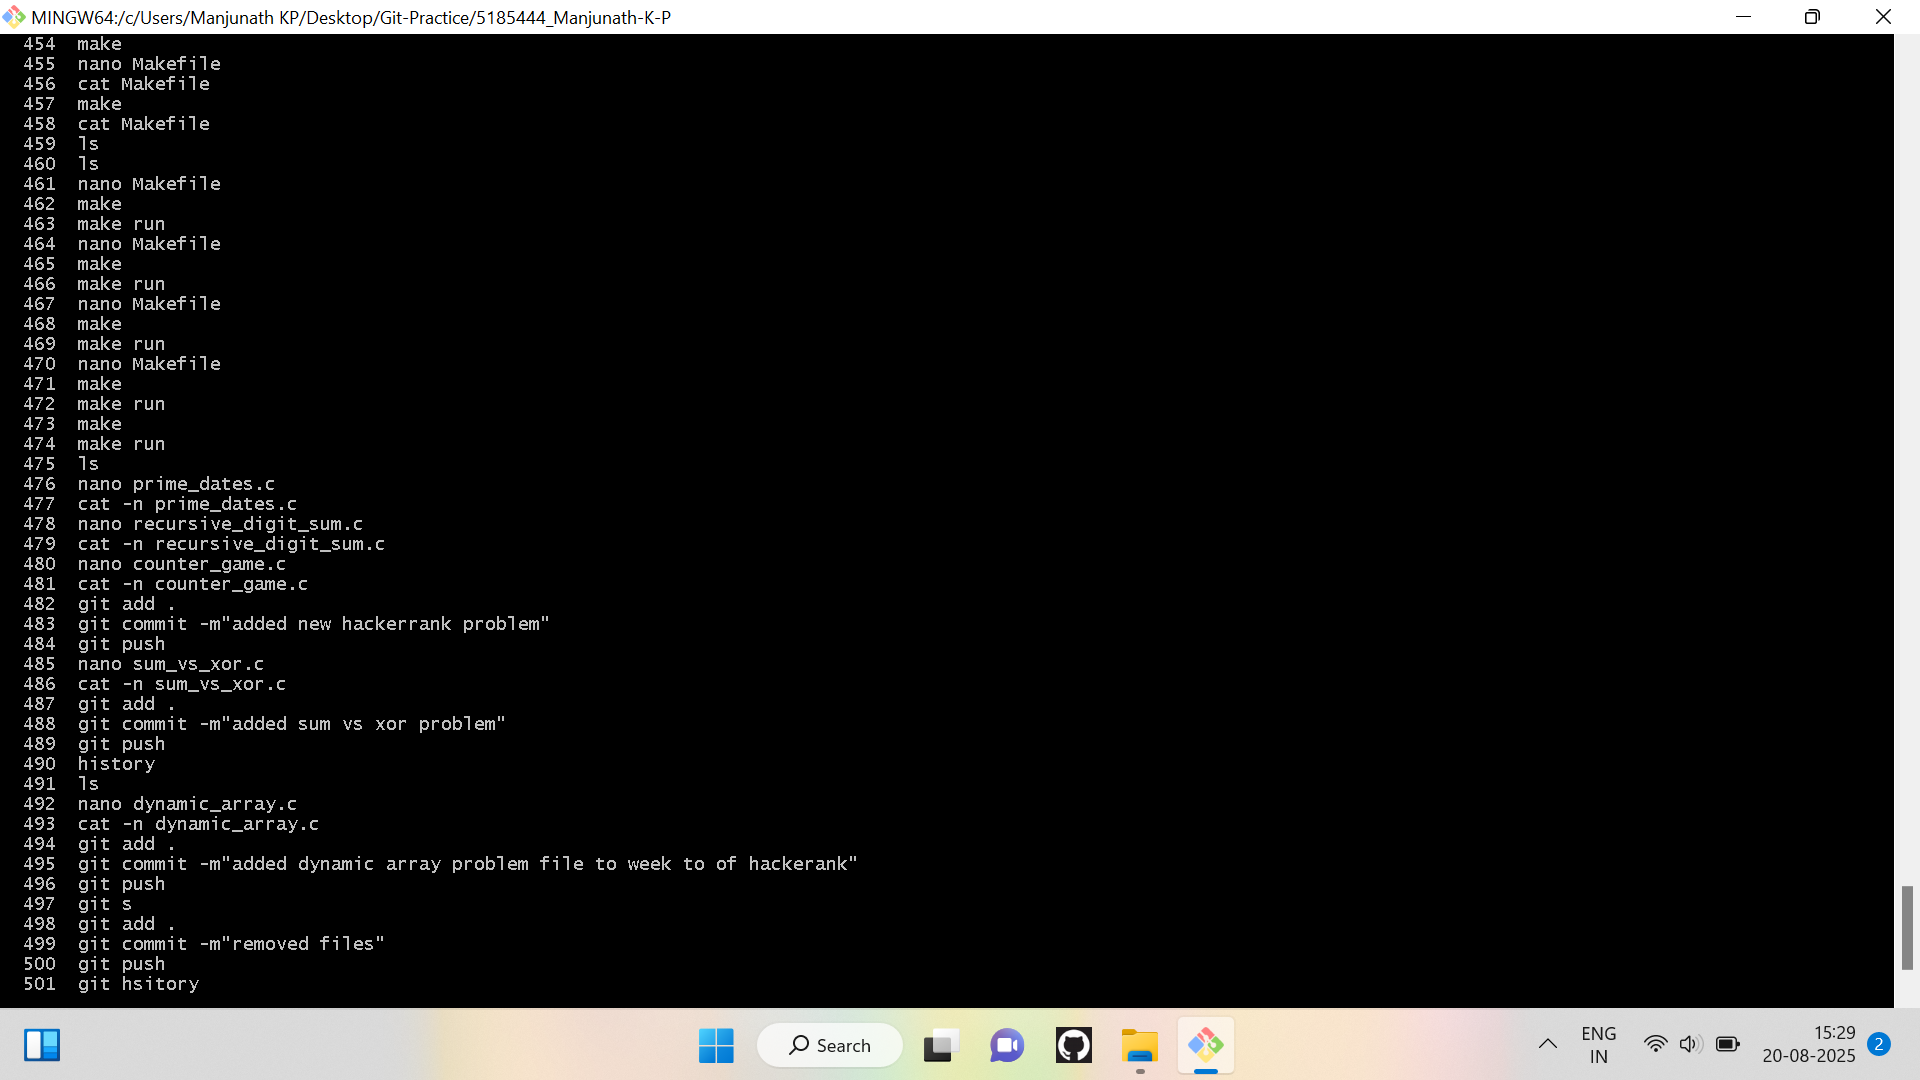 MINGW64:/c/Users/Manjunath KP/Desktop/Git-Practice/5185444_Manjunath-K-P
454 make
455 nano Makefile
456 cat Makefile
457 make
458 cat Makefile
459 ls
460 ls
461 nano Makefile
462 make
463 make run
464 nano Makefile
465 make
466 make run
467 nano Makefile
468 make
469 make run
470 nano Makefile
471 make
472 make run
473 make
474 make run
475 ls
476 nano prime_dates.c
477 cat -n prime_dates.c
478 nano recursive_digit_sum.c
479 cat -n recursive_digit_sum.c
480 nano counter_game.c
481 cat -n counter_game.c
482 git add .
483 git commit -m"added new hackerrank problem"
484 git push
485 nano sum_vs_xor.c
486 cat -n sum_vs_xor.c
487 git add .
488 git commit -m"added sum vs xor problem"
489 git push
490 history
491 ls
492 nano dynamic_array.c
493 cat -n dynamic_array.c
494 git add .
495 git commit -m"added dynamic array problem file to week to of hackerank"
496 git push
497 git s
498 git add .
499 git commit -m"removed files"
500 git push
501 git hsitory
Search
ENG
IN
15:29
20-08-2025
2